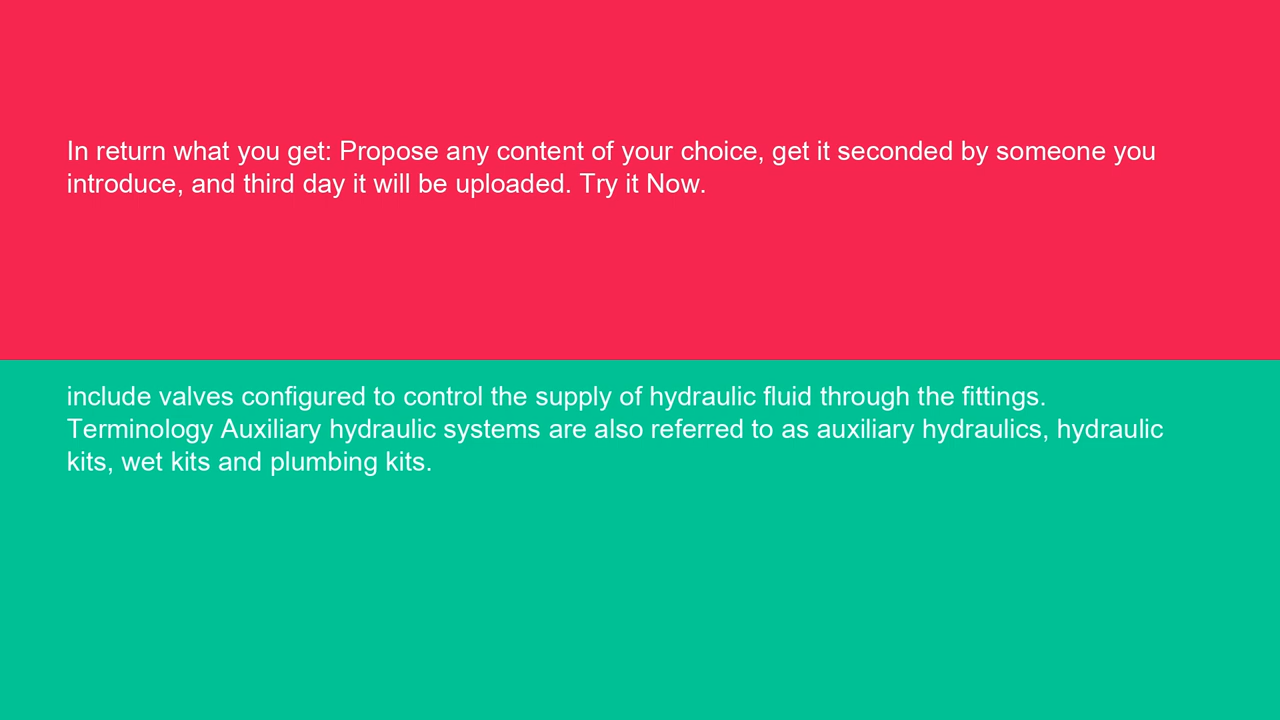 In return what you get: Propose any content of your choice, get it seconded by someone you
introduce, and third day it will be uploaded. Try it Now.
include valves configured to control the supply of hydraulic fluid through the fittings.
Terminology Auxiliary hydraulic systems are also referred to as auxiliary hydraulics, hydraulic
kits, wet kits and plumbing kits.